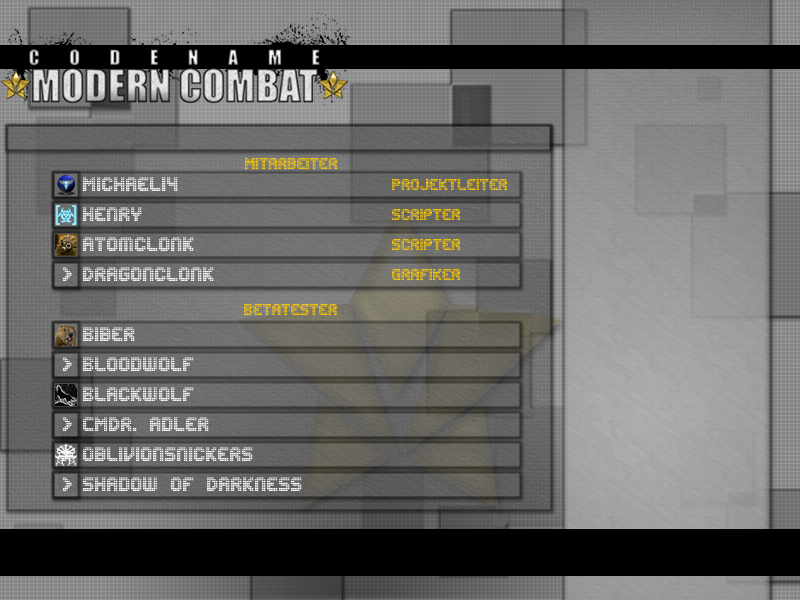 CODENAME
MODERN COMBAT
MITARBEITER
MICHAEL14 PROJEKTLEITER
HENRY SCRIPTER
ATOMCLONK SCRIPTER
> DRAGONCLONK GRAFIKER
BETATESTER
BIBER
> BLOODWOLF
BLACKWOLF
> CMDR. ADLER
OBLIVIONSNICKERS
> SHADOW OF DARKNESS